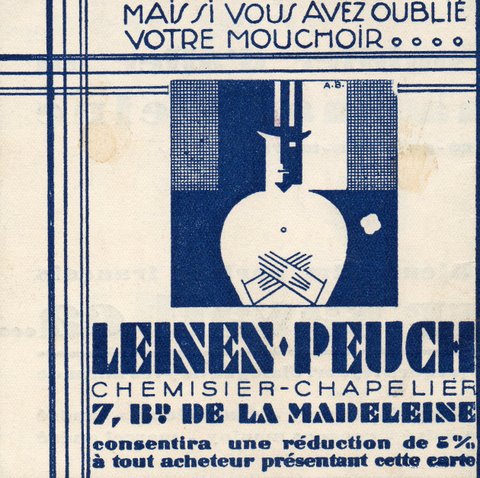 MAIS SI VOUS AVEZ OUBLIÉ
VOTRE MOUCHOIR....
A.B.
LEINEN·PEUCH
CHEMISIER-CHAPELIER
7, Bd DE LA MADELEINE
consentira une réduction de 5%
à tout acheteur présentant cette carte